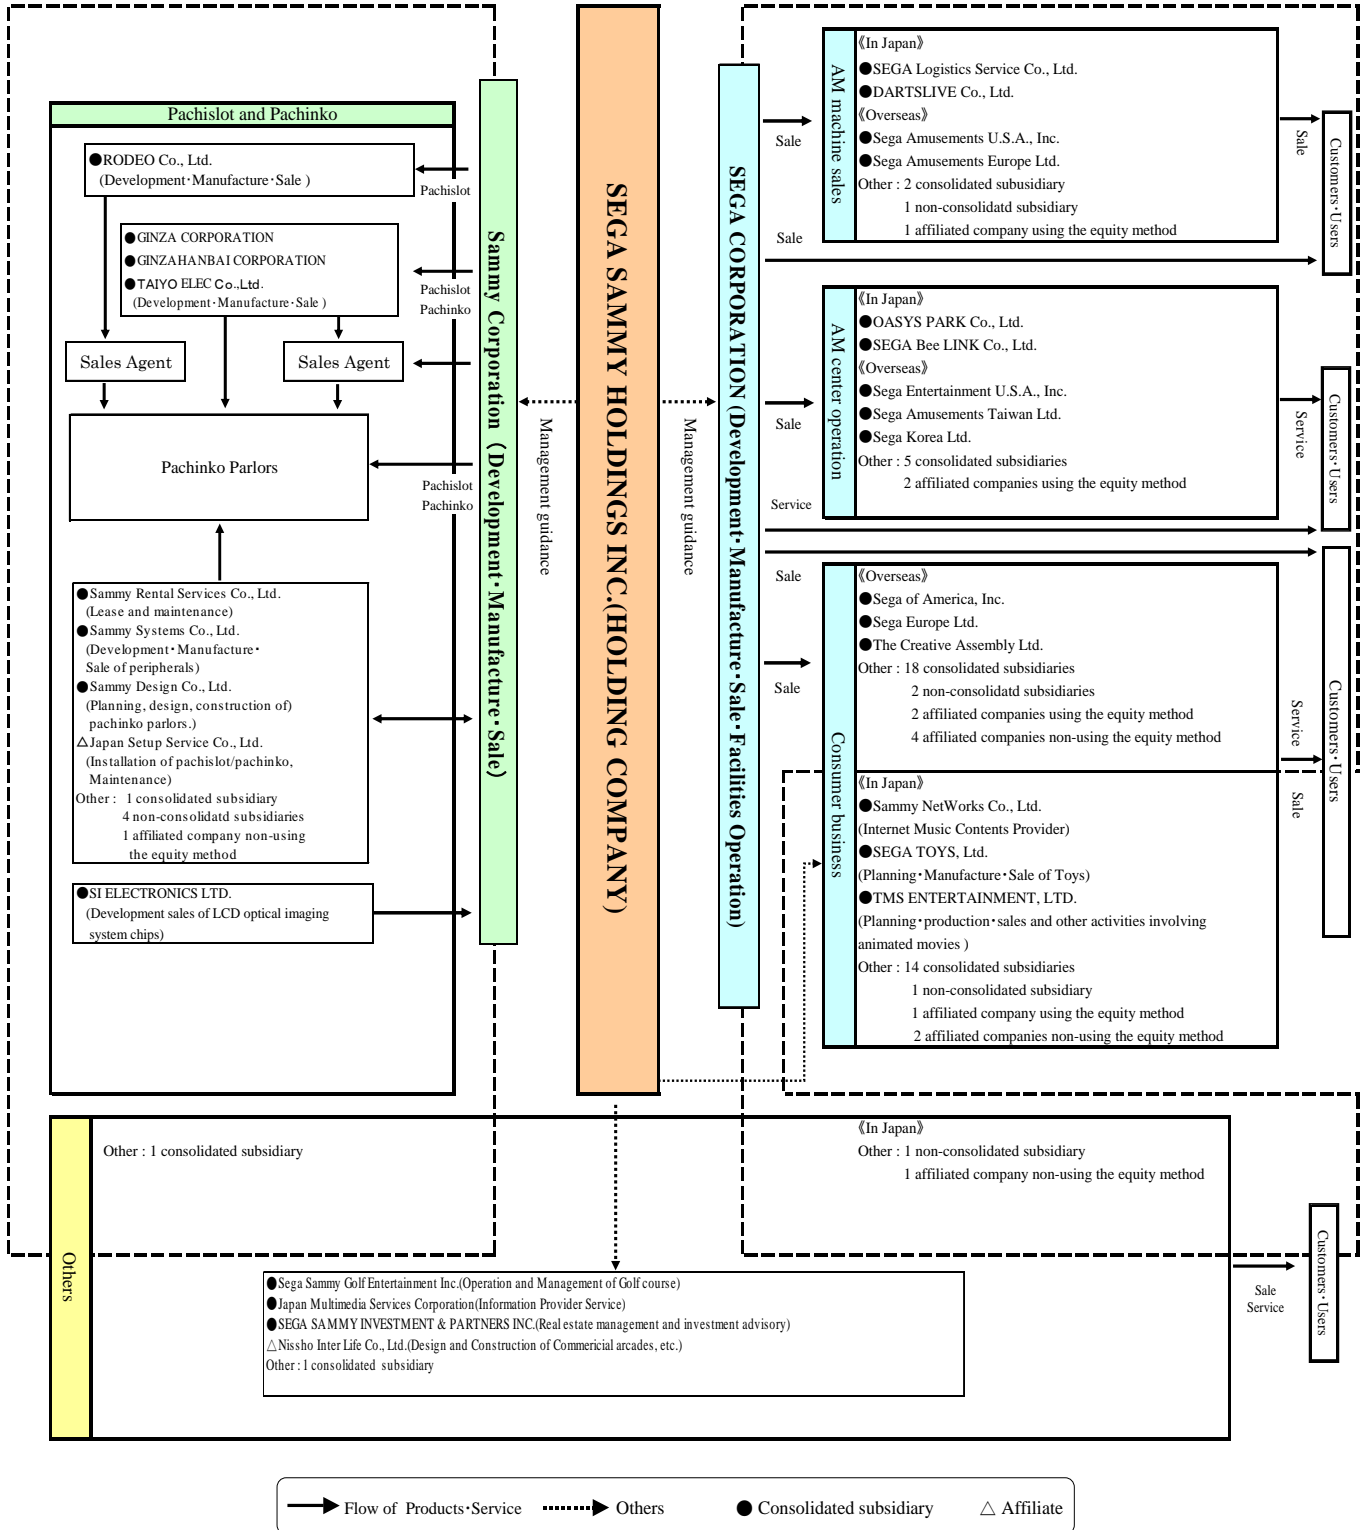 Pachislot and Pachinko
●RODEO Co., Ltd.
(Development･Manufacture･Sale )
Pachislot
●GINZA CORPORATION
●GINZAHANBAI CORPORATION
●TAIYO ELEC Co.,Ltd.
(Development･Manufacture･Sale )
Pachislot
Pachinko
Sales Agent
Sales Agent
Pachinko Parlors
Pachislot
Pachinko
●Sammy Rental Services Co., Ltd.
(Lease and maintenance)
●Sammy Systems Co., Ltd.
(Development・Manufacture・
Sale of peripherals)
●Sammy Design Co., Ltd.
(Planning, design, construction of)
pachinko parlors.)
△Japan Setup Service Co., Ltd.
(Installation of pachislot/pachinko,
Maintenance)
Other : 1 consolidated subsidiary
4 non-consolidatd subsidiaries
1 affiliated company non-using
the equity method
●SI ELECTRONICS LTD.
(Development sales of LCD optical imaging
system chips)
Sammy Corporation (Development･Manufacture･Sale)
Management guidance
SEGA SAMMY HOLDINGS INC.(HOLDING COMPANY)
Management guidance
SEGA CORPORATION (Development･Manufacture･Sale･Facilities Operation)
Sale
AM machine sales
《In Japan》
●SEGA Logistics Service Co., Ltd.
●DARTSLIVE Co., Ltd.
《Overseas》
●Sega Amusements U.S.A., Inc.
●Sega Amusements Europe Ltd.
Other : 2 consolidated subusidiary
1 non-consolidatd subsidiary
1 affiliated company using the equity method
Sale
Sale
Customers･Users
Sale
AM center operation
《In Japan》
●OASYS PARK Co., Ltd.
●SEGA Bee LINK Co., Ltd.
《Overseas》
●Sega Entertainment U.S.A., Inc.
●Sega Amusements Taiwan Ltd.
●Sega Korea Ltd.
Other : 5 consolidated subsidiaries
2 affiliated companies using the equity method
Service
Service
Customers･Users
Sale
Sale
Consumer business
《Overseas》
●Sega of America, Inc.
●Sega Europe Ltd.
●The Creative Assembly Ltd.
Other : 18 consolidated subsidiaries
2 non-consolidatd subsidiaries
2 affiliated companies using the equity method
4 affiliated companies non-using the equity method
《In Japan》
●Sammy NetWorks Co., Ltd.
(Internet Music Contents Provider)
●SEGA TOYS, Ltd.
(Planning･Manufacture･Sale of Toys)
●TMS ENTERTAINMENT, LTD.
(Planning･production･sales and other activities involving
animated movies )
Other : 14 consolidated subsidiaries
1 non-consolidated subsidiary
1 affiliated company using the equity method
2 affiliated companies non-using the equity method
Service
Sale
Customers･Users
Others
Other : 1 consolidated subsidiary
《In Japan》
Other : 1 non-consolidated subsidiary
1 affiliated company non-using the equity method
●Sega Sammy Golf Entertainment Inc.(Operation and Management of Golf course)
●Japan Multimedia Services Corporation(Information Provider Service)
●SEGA SAMMY INVESTMENT & PARTNERS INC.(Real estate management and investment advisory)
△Nissho Inter Life Co., Ltd.(Design and Construction of Commericial arcades, etc.)
Other : 1 consolidated subsidiary
Sale
Service
Customers･Users
Flow of Products･Service
Others
● Consolidated subsidiary
△ Affiliate